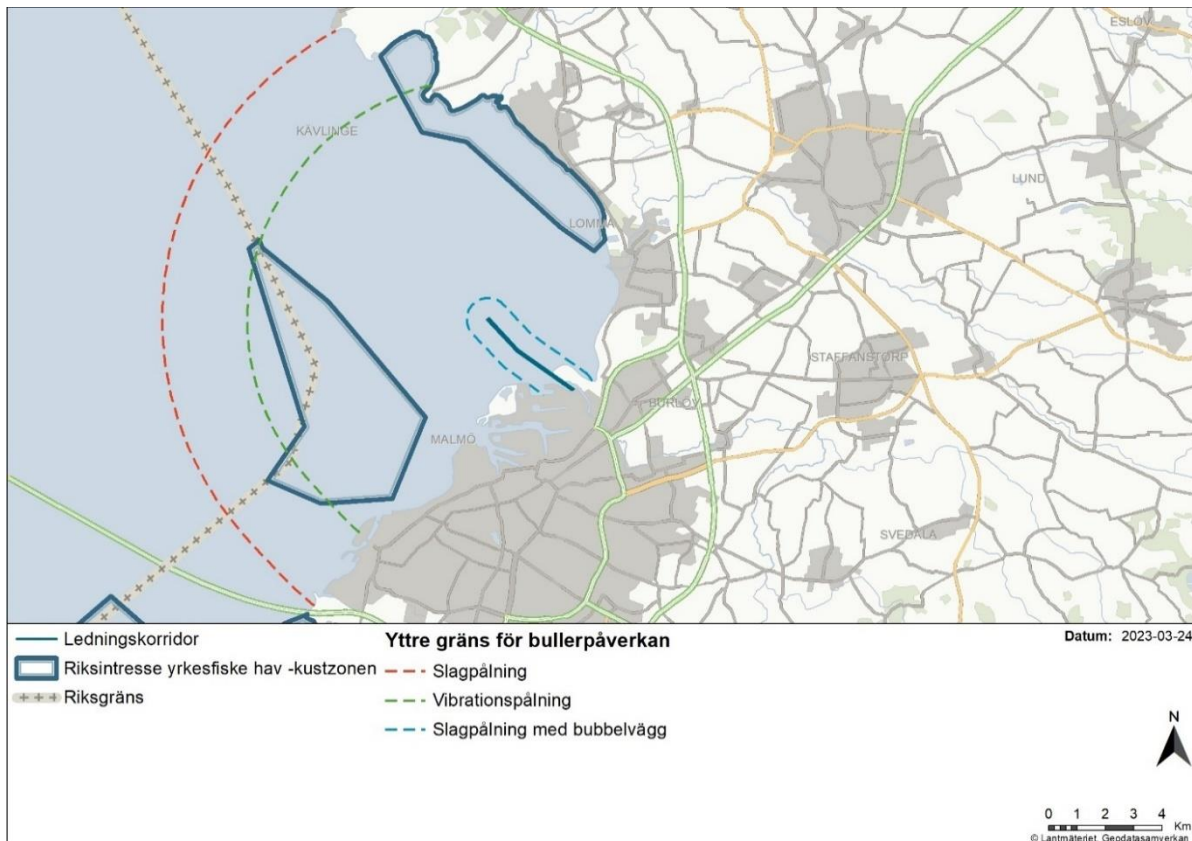 ESLÖV
KÄVLINGE
LUND
LOMMA
STAFFANSTORP
BURLÖV
MALMÖ
SVEDALA
Ledningskorridor
Riksintresse yrkesfiske hav -kustzonen
Riksgräns
Yttre gräns för bullerpåverkan
Slagpålning
Vibrationspålning
Slagpålning med bubbelvägg
Datum: 2023-03-24
N
0 1 2 3 4
Km
© Lantmäteriet, Geodatasamverkan